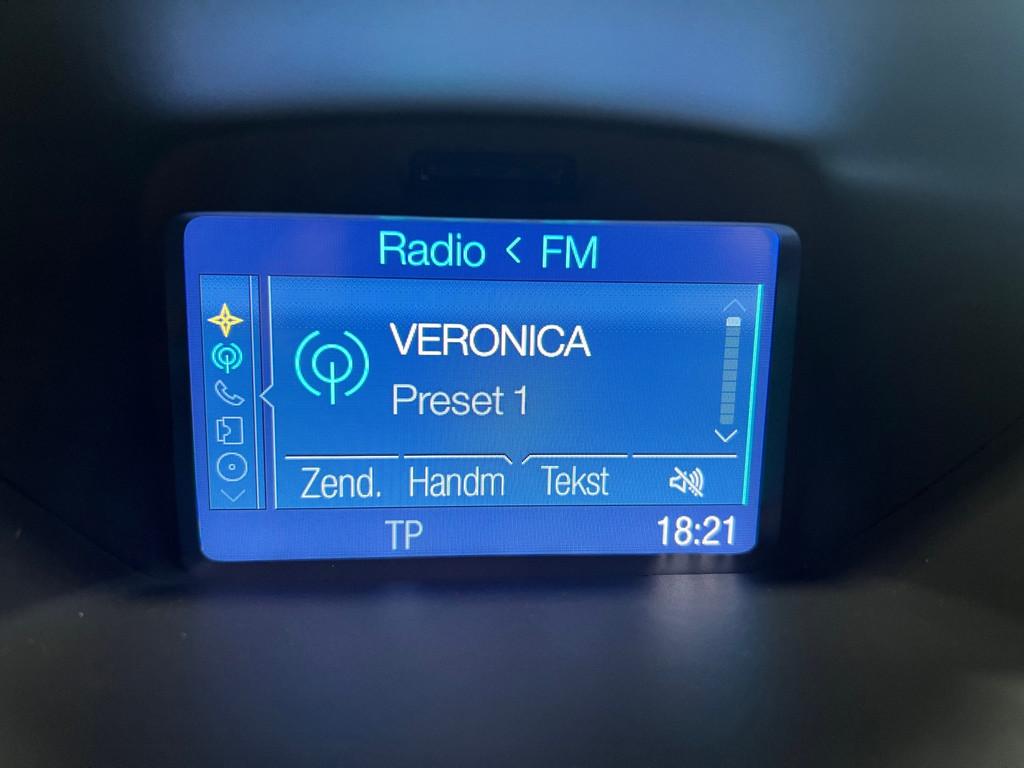 Radio < FM
VERONICA
Preset 1
Zend. Handm Tekst
TP 18:21